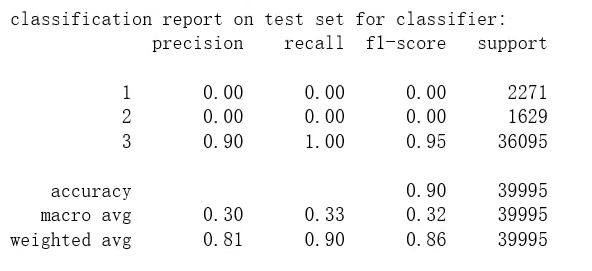 classification report on test set for classifier:
precision recall f1-score support
1 0.00 0.00 0.00 2271
2 0.00 0.00 0.00 1629
3 0.90 1.00 0.95 36095
accuracy 0.90 39995
macro avg 0.30 0.33 0.32 39995
weighted avg 0.81 0.90 0.86 39995